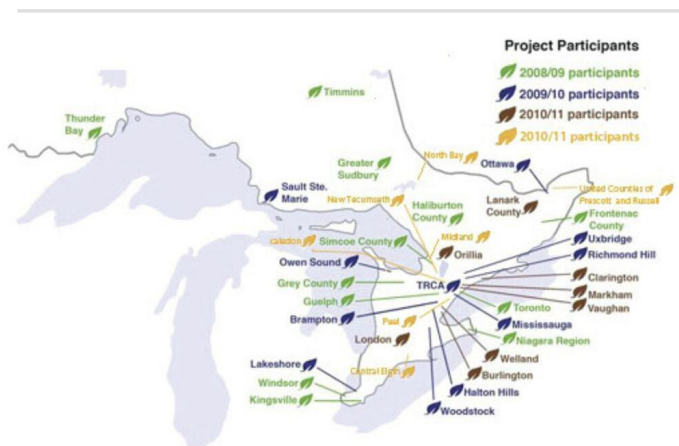 Project Participants
2008/09 participants
2009/10 participants
2010/11 participants
2010/11 participants
Timmins
Thunder
Bay
North Bay
Ottawa
Greater
Sudbury
Sault Ste.
Marie
New Tecumseth
Haliburton
County
Lanark
County
United Counties of
Prescott and Russell
Frontenac
County
caledon
Simcoe County
Midland
Orillia
Uxbridge
Richmond Hill
Owen Sound
Grey County
TRCA
Clarington
Guelph
Markham
Vaughan
Brampton
Peel
Toronto
Mississauga
London
Niagara Region
Welland
Lakeshore
Central Elgin
Burlington
Windsor
Halton Hills
Kingsville
Woodstock